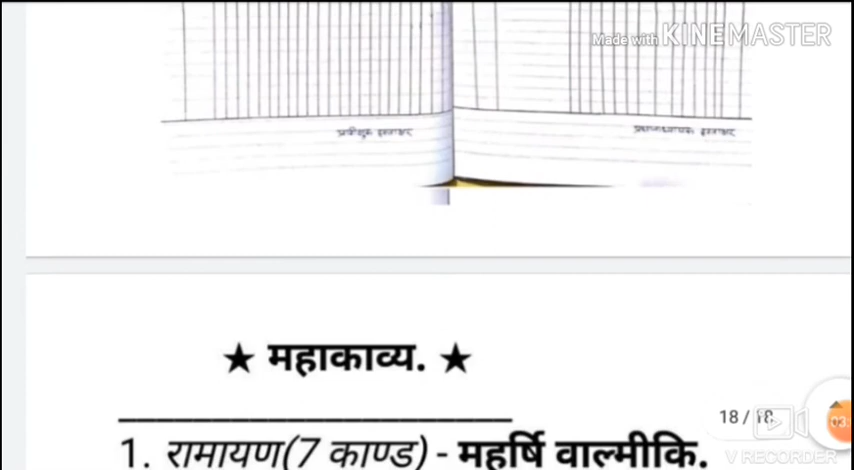 Made with KINEMASTER
★ महाकाव्य. ★
18 / 18
1. रामायण(7 काण्ड) - महर्षि वाल्मीकि.
V RECORDER